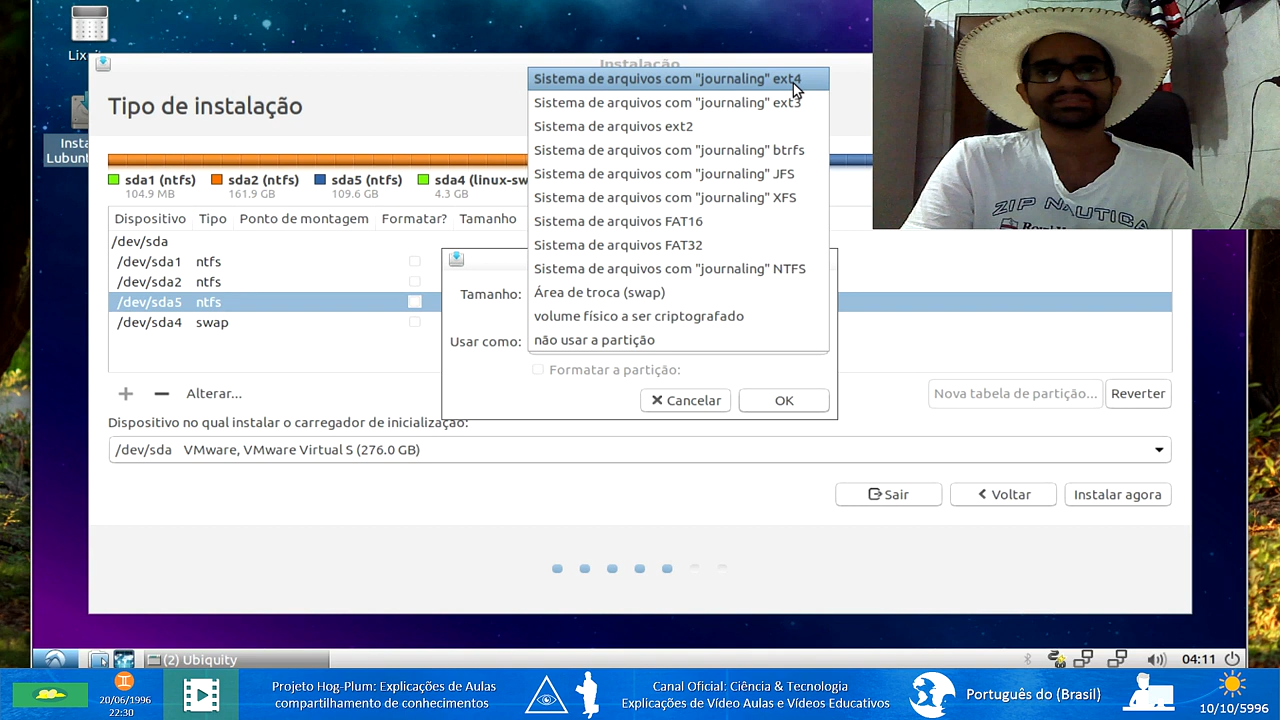 Lix
Insta
Lubuntu
Instalação
Tipo de instalação
sda1 (ntfs) sda2 (ntfs) sda5 (ntfs) sda4 (linux-sw
104.9 MB 161.9 GB 109.6 GB 4.3 GB
Dispositivo Tipo Ponto de montagem Formatar? Tamanho
/dev/sda
/dev/sda1 ntfs
/dev/sda2 ntfs
/dev/sda5 ntfs
/dev/sda4 swap
Sistema de arquivos com "journaling" ext4
Sistema de arquivos com "journaling" ext3
Sistema de arquivos ext2
Sistema de arquivos com "journaling" btrfs
Sistema de arquivos com "journaling" JFS
Sistema de arquivos com "journaling" XFS
Sistema de arquivos FAT16
Sistema de arquivos FAT32
Sistema de arquivos com "journaling" NTFS
Área de troca (swap)
volume físico a ser criptografado
não usar a partição
Tamanho:
Usar como:
Formatar a partição:
Cancelar OK
Alterar... Nova tabela de partição... Reverter
Dispositivo no qual instalar o carregador de inicialização:
/dev/sda VMware, VMware Virtual S (276.0 GB)
Sair Voltar Instalar agora
ZIP NAUTICA
(2) Ubiquity 04:11
20/06/1996
22:30
Projeto Hog-Plum: Explicações de Aulas
compartilhamento de conhecimentos
Canal Oficial: Ciência & Tecnologia
Explicações de Vídeo Aulas e Vídeos Educativos
Português do (Brasil)
10/10/5996